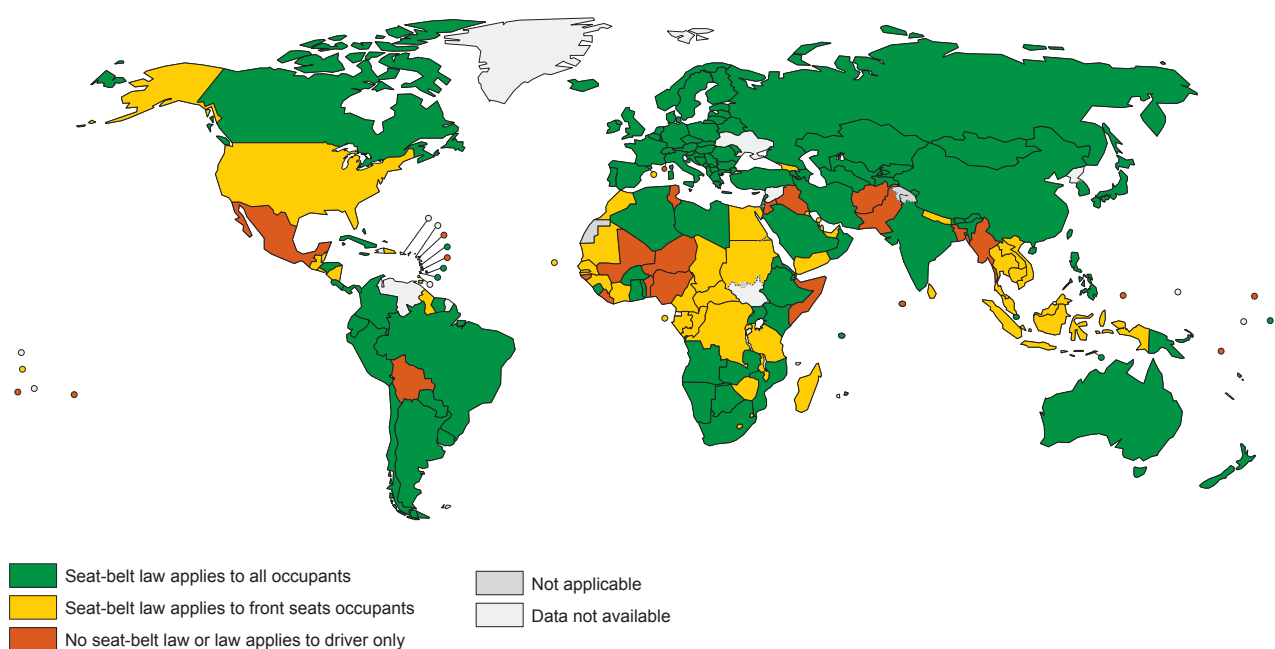 Seat-belt law applies to all occupants
Seat-belt law applies to front seats occupants
No seat-belt law or law applies to driver only
Not applicable
Data not available